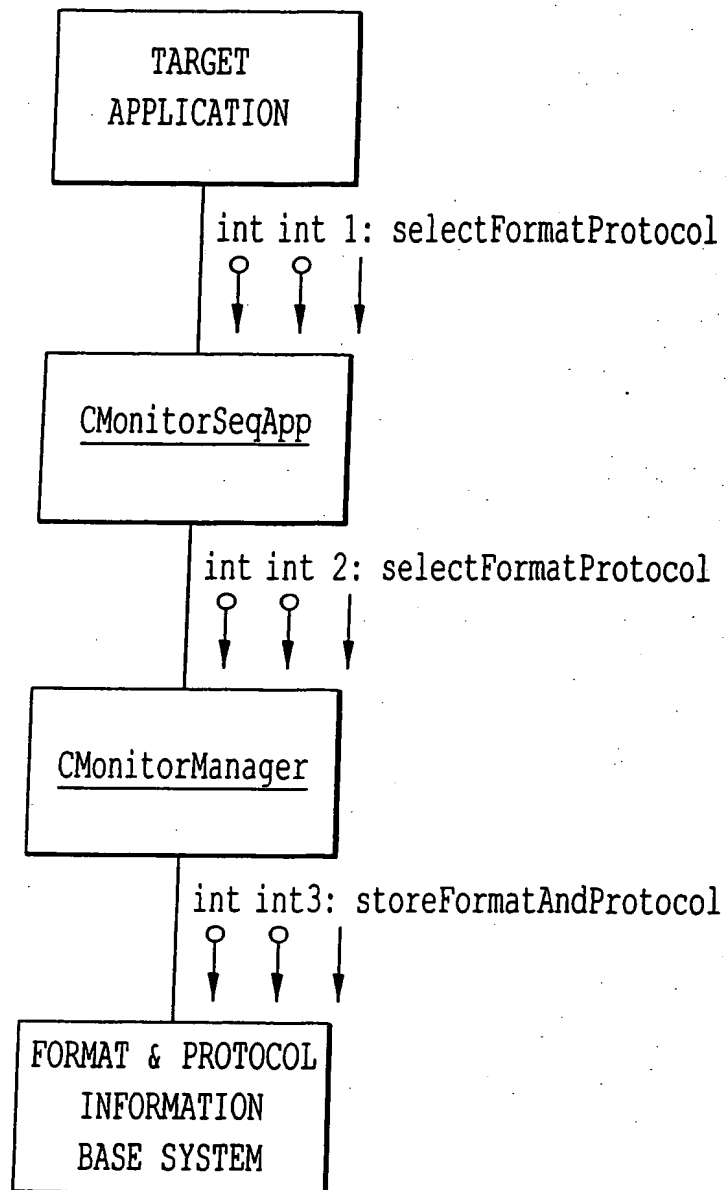 TARGET
APPLICATION
int int 1: selectFormatProtocol
CMonitorSeqApp
int int 2: selectFormatProtocol
CMonitorManager
int int3: storeFormatAndProtocol
FORMAT & PROTOCOL
INFORMATION
BASE SYSTEM